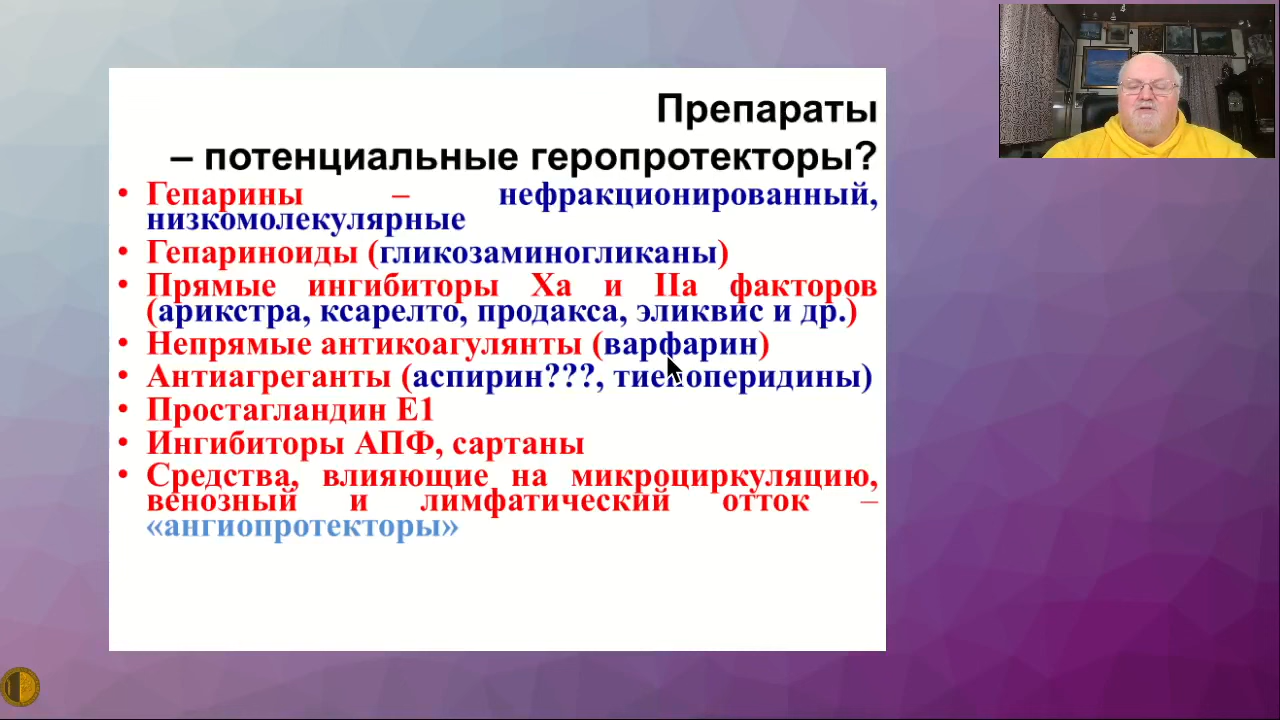 Препараты
– потенциальные геропротекторы?
• Гепарины – нефракционированный,
низкомолекулярные
• Гепариноиды (гликозаминогликаны)
• Прямые ингибиторы Ха и IIа факторов
(арикстра, ксарелто, продакса, эликвис и др.)
• Непрямые антикоагулянты (варфарин)
• Антиагреганты (аспирин???, тиеноперидины)
• Простагландин Е1
• Ингибиторы АПФ, сартаны
• Средства, влияющие на микроциркуляцию,
венозный и лимфатический отток –
«ангиопротекторы»